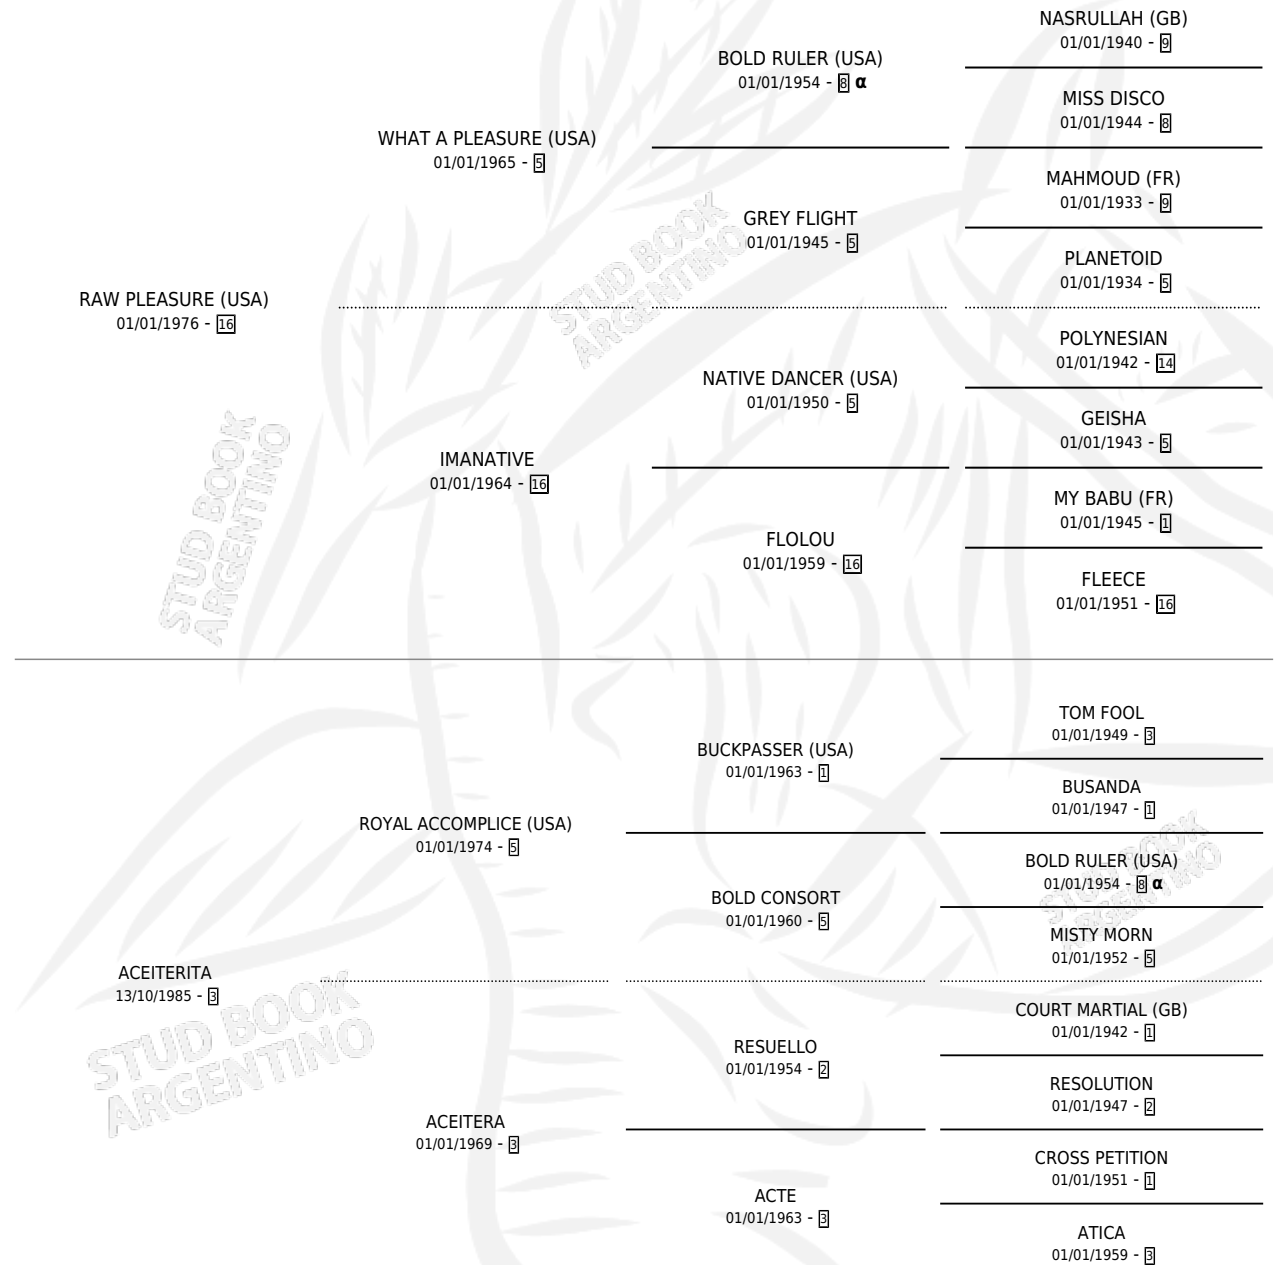 NASRULLAH (GB)
01/01/1940 - 9
BOLD RULER (USA)
01/01/1954 - 8 α
MISS DISCO
01/01/1944 - 8
WHAT A PLEASURE (USA)
01/01/1965 - 5
MAHMOUD (FR)
01/01/1933 - 9
GREY FLIGHT
01/01/1945 - 5
PLANETOID
01/01/1934 - 5
RAW PLEASURE (USA)
01/01/1976 - 16
POLYNESIAN
01/01/1942 - 14
NATIVE DANCER (USA)
01/01/1950 - 5
GEISHA
01/01/1943 - 5
IMANATIVE
01/01/1964 - 16
MY BABU (FR)
01/01/1945 - 1
FLOLOU
01/01/1959 - 16
FLEECE
01/01/1951 - 16
TOM FOOL
01/01/1949 - 3
BUCKPASSER (USA)
01/01/1963 - 1
BUSANDA
01/01/1947 - 1
ROYAL ACCOMPLICE (USA)
01/01/1974 - 5
BOLD RULER (USA)
01/01/1954 - 8 α
BOLD CONSORT
01/01/1960 - 5
MISTY MORN
01/01/1952 - 5
ACEITERITA
13/10/1985 - 3
COURT MARTIAL (GB)
01/01/1942 - 1
RESUELLO
01/01/1954 - 2
RESOLUTION
01/01/1947 - 2
ACEITERA
01/01/1969 - 3
CROSS PETITION
01/01/1951 - 1
ACTE
01/01/1963 - 3
ATICA
01/01/1959 - 3
STUD BOOK
ARGENTINO
STUD BOOK
ARGENTINO
STUD BOOK
ARGENTINO
STUD BOOK
ARGENTINO